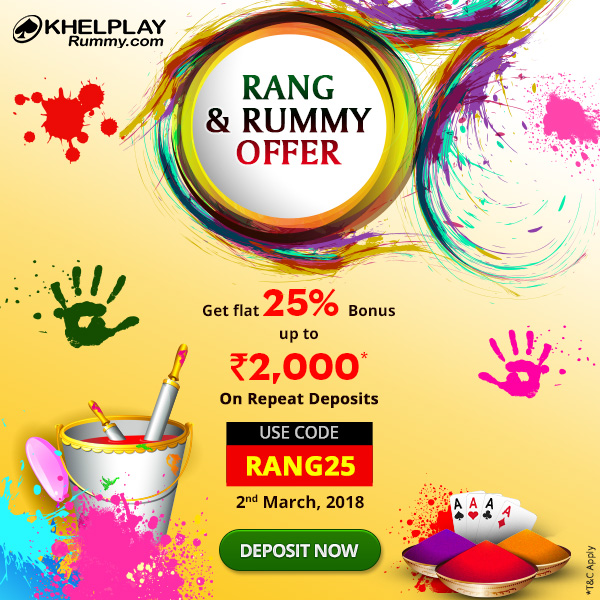 KHELPLAY
Rummy.com
RANG
& RUMMY
OFFER
Get flat 25% Bonus
up to
₹2,000*
On Repeat Deposits
USE CODE
RANG25
2nd March, 2018
DEPOSIT NOW
A A A A
*T&C Apply